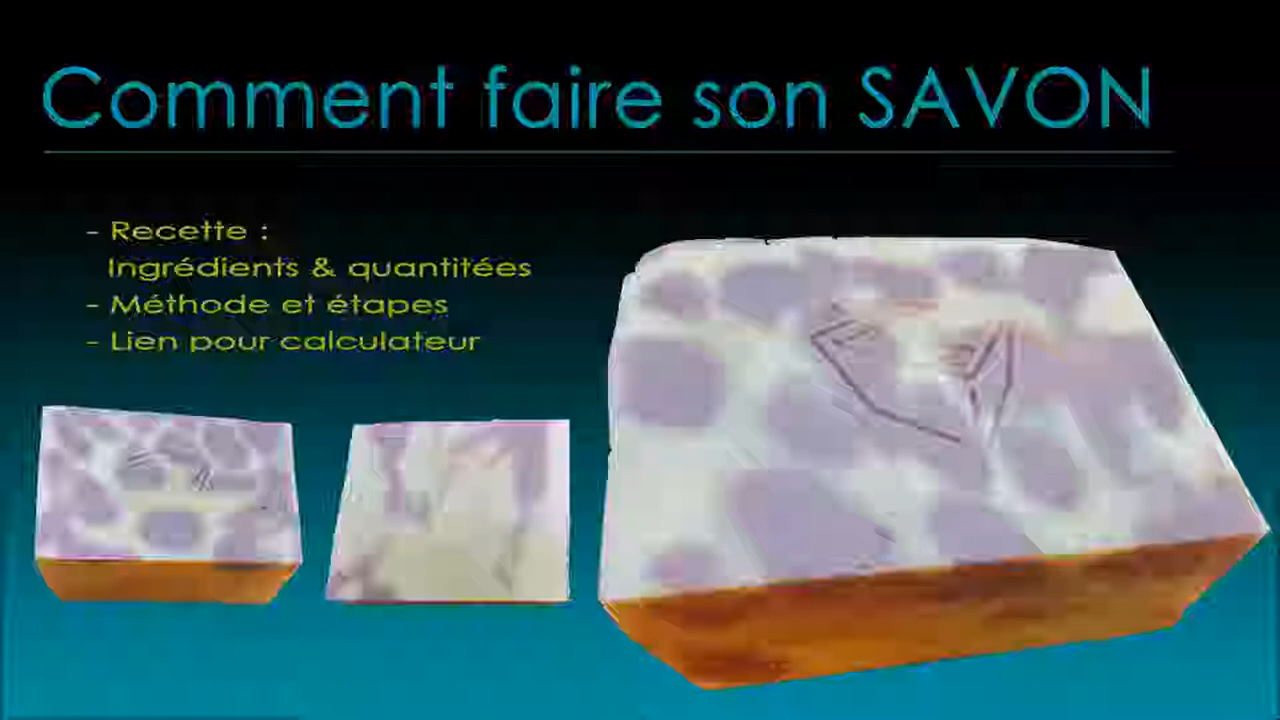 Comment faire son SAVON
- Recette :
Ingrédients & quantitées
- Méthode et étapes
- Lien pour calculateur